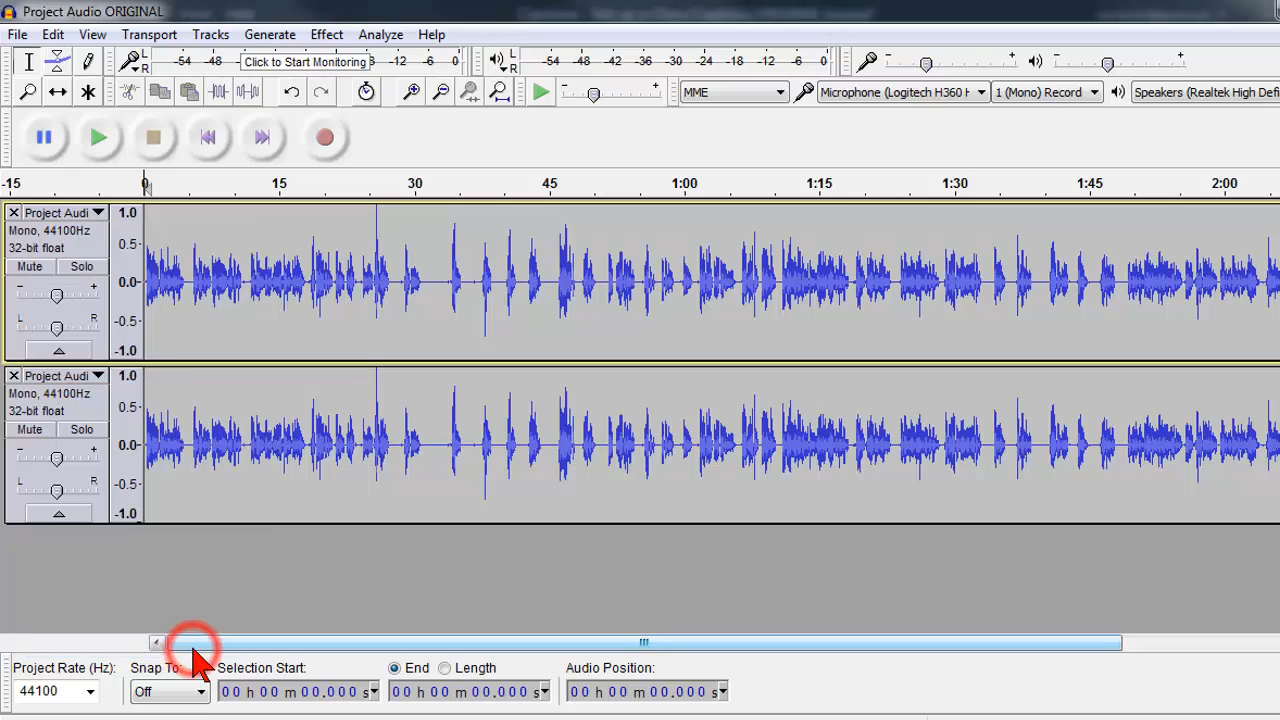 Project Audio ORIGINAL
File Edit View Transport Tracks Generate Effect Analyze Help
L R -54 -48 Click to Start Monitoring -12 -6 0 L R -54 -48 -42 -36 -30 -24 -18 -12 -6 0 - + - +
- + MME Microphone (Logitech H360 H 1 (Mono) Record Speakers (Realtek High Defi
-15 0 15 30 45 1:00 1:15 1:30 1:45 2:00
Project Audi 1.0
Mono, 44100Hz
32-bit float 0.5
Mute Solo
- + 0.0
L R -0.5
-1.0
Project Audi 1.0
Mono, 44100Hz
32-bit float 0.5
Mute Solo
- + 0.0
L R -0.5
-1.0
Project Rate (Hz): Snap To: Selection Start: End Length Audio Position:
44100 Off 00 h 00 m 00.000 s 00 h 00 m 00.000 s 00 h 00 m 00.000 s